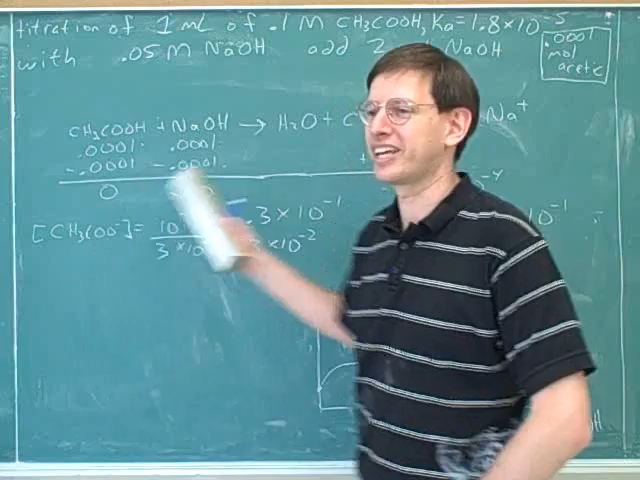 titration of 1 mL of .1 M CH3COOH, Ka = 1.8×10^-5
with .05 M NaOH add 2 NaOH
.0001
mol
acetic
CH3COOH + NaOH → H2O + C Na+
.0001 .0001
-.0001 -.0001
0
[CH3COO-] = 10 .3 × 10^-1
3 × 10 × 10^-2
10^-1